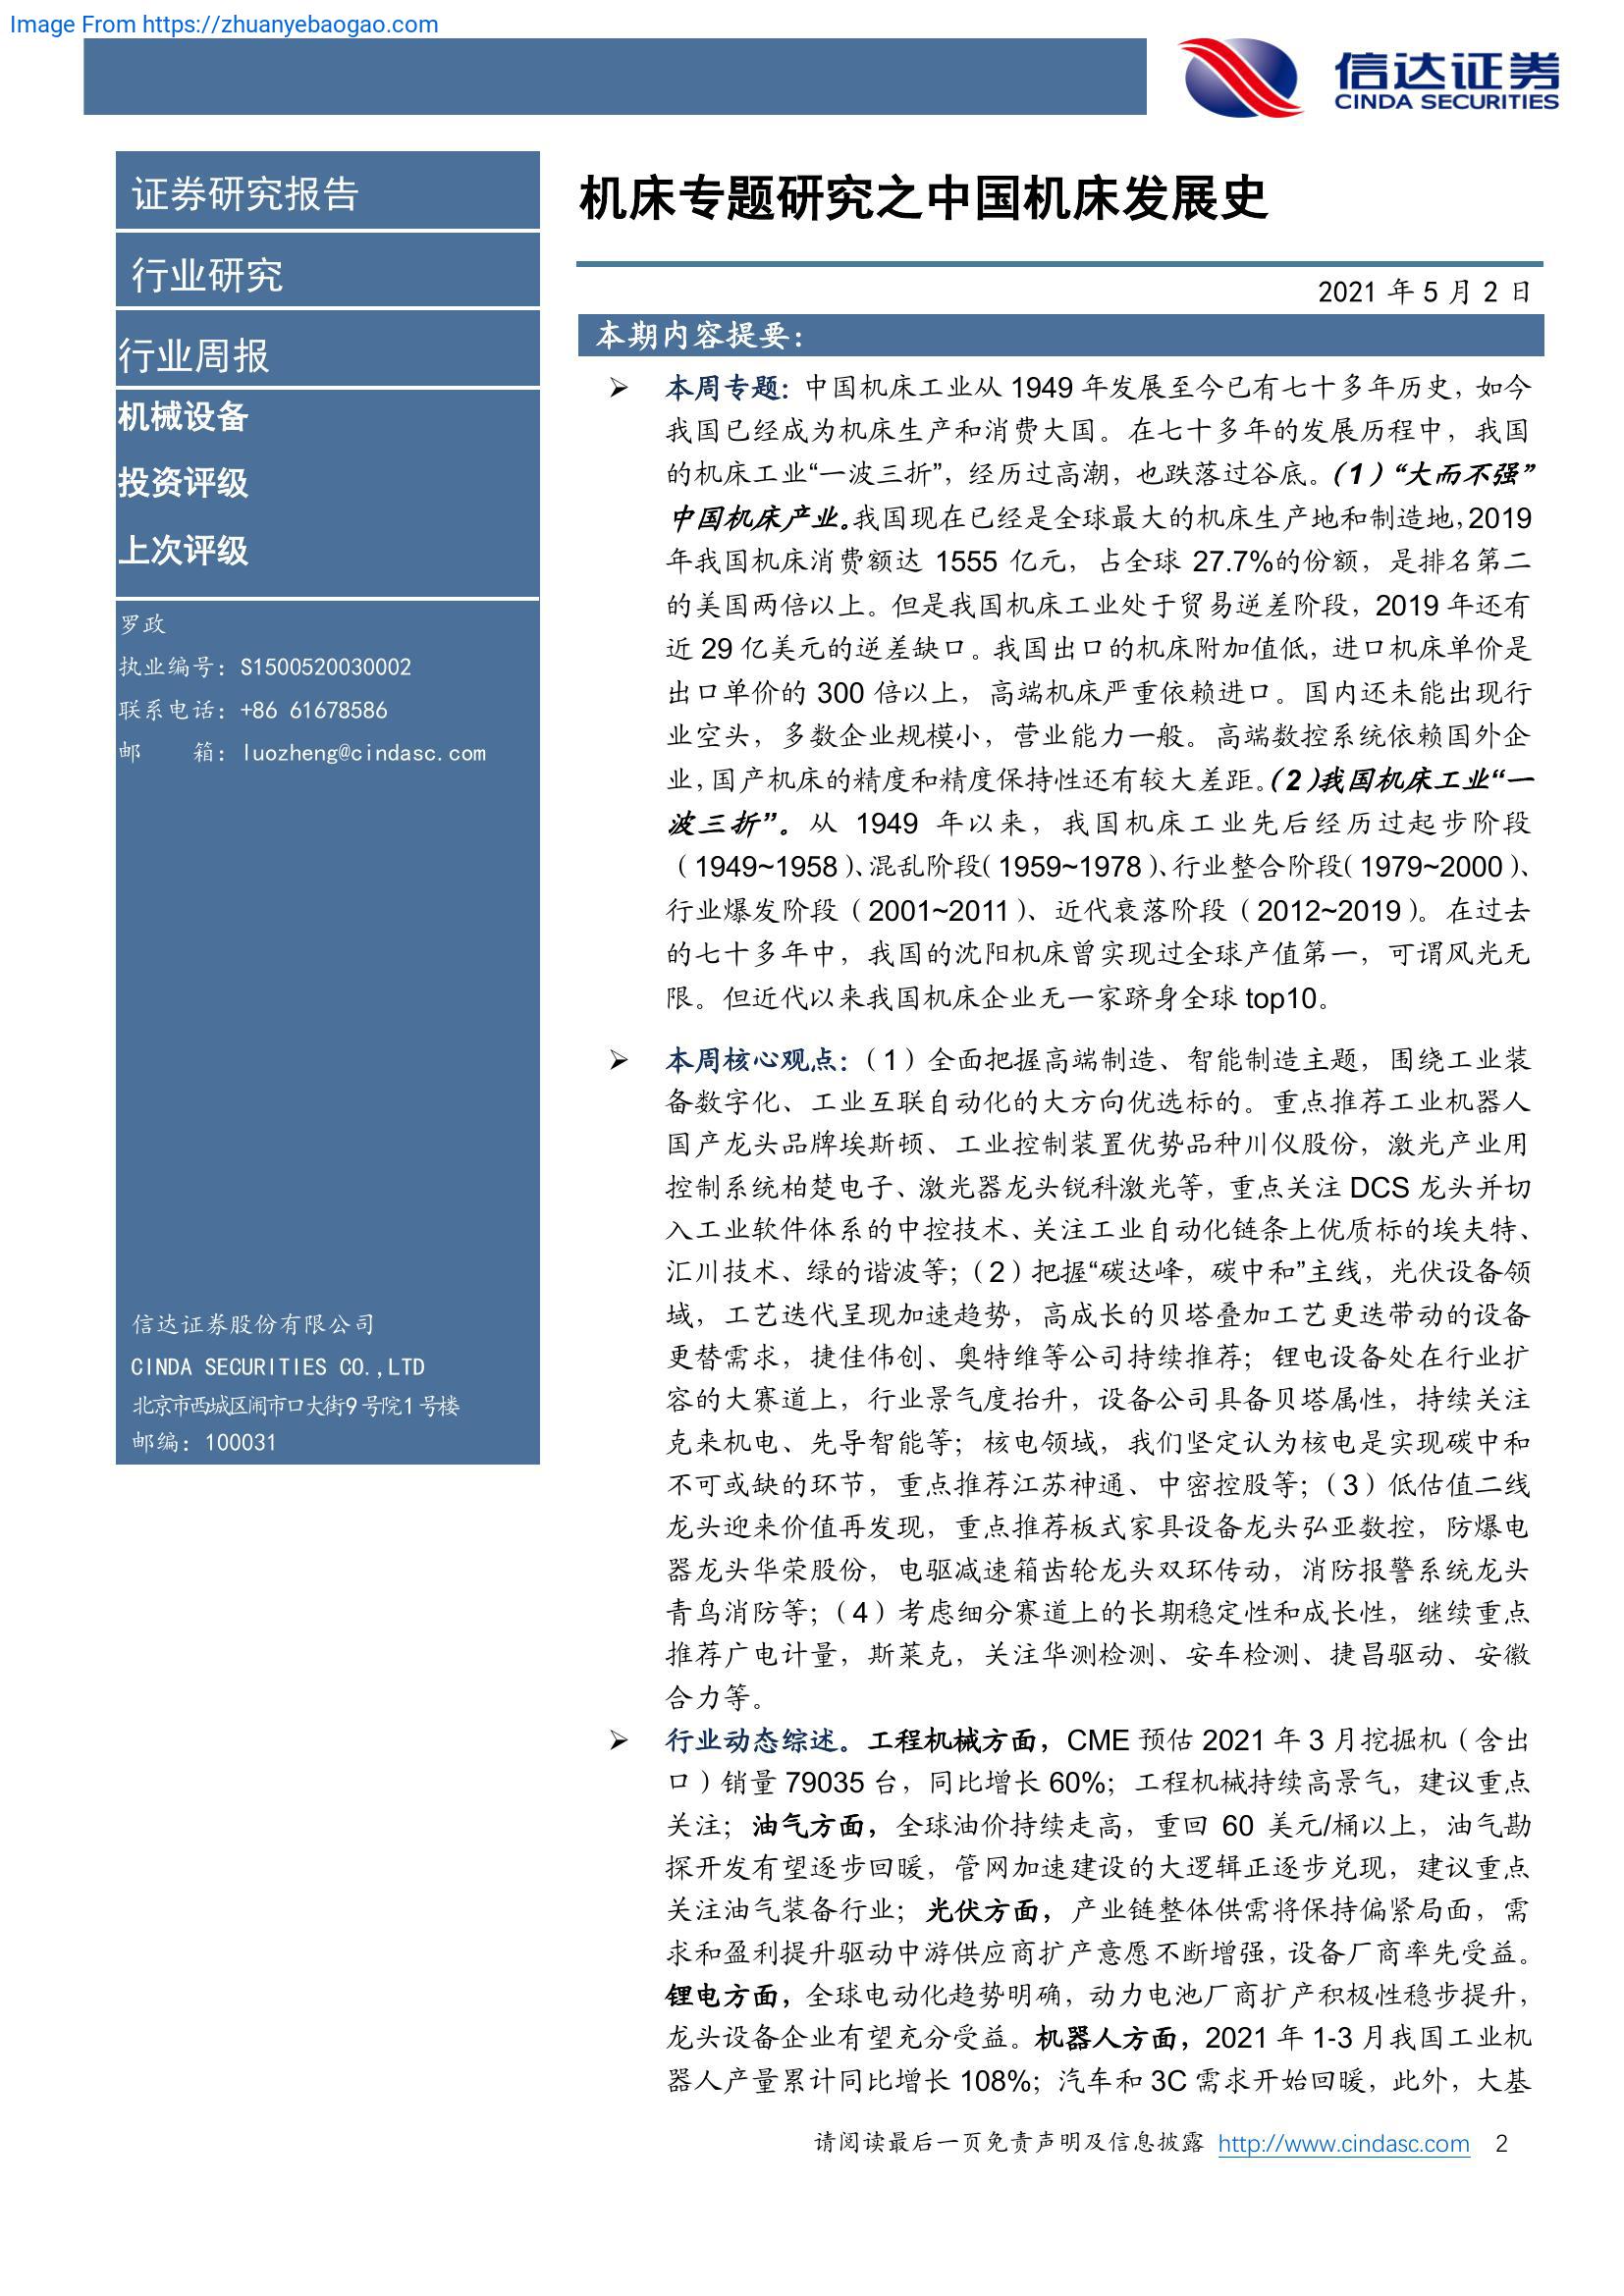 Image From https://zhuanyebaogao.com
信达证券
CINDA SECURITIES
证券研究报告
行业研究
行业周报
机械设备
投资评级
上次评级
罗政
执业编号：S1500520030002
联系电话：+86 61678586
邮 箱：luozheng@cindasc.com
信达证券股份有限公司
CINDA SECURITIES CO.,LTD
北京市西城区闹市口大街9号院1号楼
邮编：100031
机床专题研究之中国机床发展史
2021 年 5 月 2 日
本期内容提要：
➢ 本周专题：中国机床工业从 1949 年发展至今已有七十多年历史，如今
我国已经成为机床生产和消费大国。在七十多年的发展历程中，我国
的机床工业“一波三折”，经历过高潮，也跌落过谷底。（1）“大而不强”
中国机床产业。我国现在已经是全球最大的机床生产地和制造地，2019
年我国机床消费额达 1555 亿元，占全球 27.7%的份额，是排名第二
的美国两倍以上。但是我国机床工业处于贸易逆差阶段，2019 年还有
近 29 亿美元的逆差缺口。我国出口的机床附加值低，进口机床单价是
出口单价的 300 倍以上，高端机床严重依赖进口。国内还未能出现行
业空头，多数企业规模小，营业能力一般。高端数控系统依赖国外企
业，国产机床的精度和精度保持性还有较大差距。（2）我国机床工业“一
波三折”。从 1949 年以来，我国机床工业先后经历过起步阶段
（1949~1958）、混乱阶段（1959~1978）、行业整合阶段（1979~2000）、
行业爆发阶段（2001~2011）、近代衰落阶段（2012~2019）。在过去
的七十多年中，我国的沈阳机床曾实现过全球产值第一，可谓风光无
限。但近代以来我国机床企业无一家跻身全球 top10。
➢ 本周核心观点：（1）全面把握高端制造、智能制造主题，围绕工业装
备数字化、工业互联自动化的大方向优选标的。重点推荐工业机器人
国产龙头品牌埃斯顿、工业控制装置优势品种川仪股份，激光产业用
控制系统柏楚电子、激光器龙头锐科激光等，重点关注 DCS 龙头并切
入工业软件体系的中控技术、关注工业自动化链条上优质标的埃夫特、
汇川技术、绿的谐波等；（2）把握“碳达峰，碳中和”主线，光伏设备领
域，工艺迭代呈现加速趋势，高成长的贝塔叠加工艺更迭带动的设备
更替需求，捷佳伟创、奥特维等公司持续推荐；锂电设备处在行业扩
容的大赛道上，行业景气度抬升，设备公司具备贝塔属性，持续关注
克来机电、先导智能等；核电领域，我们坚定认为核电是实现碳中和
不可或缺的环节，重点推荐江苏神通、中密控股等；（3）低估值二线
龙头迎来价值再发现，重点推荐板式家具设备龙头弘亚数控，防爆电
器龙头华荣股份，电驱减速箱齿轮龙头双环传动，消防报警系统龙头
青鸟消防等；（4）考虑细分赛道上的长期稳定性和成长性，继续重点
推荐广电计量，斯莱克，关注华测检测、安车检测、捷昌驱动、安徽
合力等。
➢ 行业动态综述。工程机械方面，CME 预估 2021 年 3 月挖掘机（含出
口）销量 79035 台，同比增长 60%；工程机械持续高景气，建议重点
关注；油气方面，全球油价持续走高，重回 60 美元/桶以上，油气勘
探开发有望逐步回暖，管网加速建设的大逻辑正逐步兑现，建议重点
关注油气装备行业；光伏方面，产业链整体供需将保持偏紧局面，需
求和盈利提升驱动中游供应商扩产意愿不断增强，设备厂商率先受益。
锂电方面，全球电动化趋势明确，动力电池厂商扩产积极性稳步提升，
龙头设备企业有望充分受益。机器人方面，2021 年 1-3 月我国工业机
器人产量累计同比增长 108%；汽车和 3C 需求开始回暖，此外，大基
请阅读最后一页免责声明及信息披露 http://www.cindasc.com 2